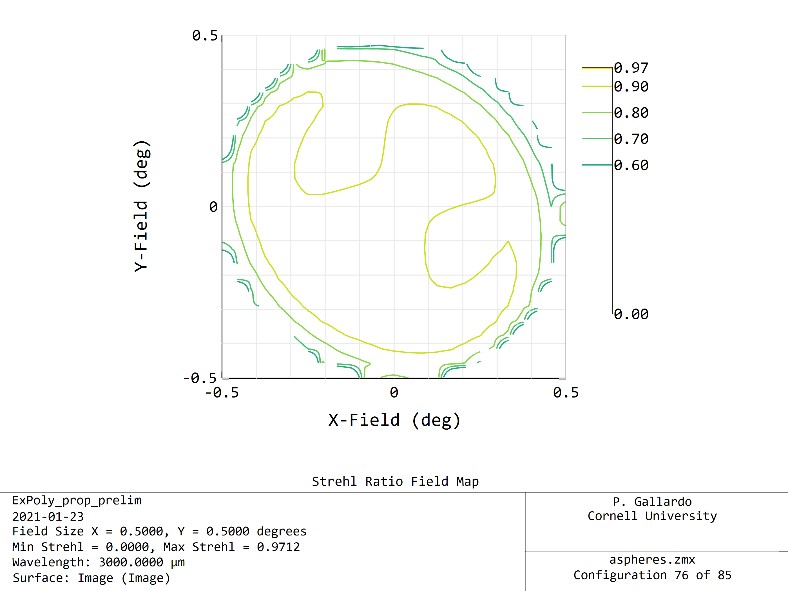 0.5
0
-0.5
-0.5
0
0.5
Y-Field (deg)
X-Field (deg)
0.97
0.90
0.80
0.70
0.60
0.00
Strehl Ratio Field Map
ExPoly_prop_prelim
2021-01-23
Field Size X = 0.5000, Y = 0.5000 degrees
Min Strehl = 0.0000, Max Strehl = 0.9712
Wavelength: 3000.0000 µm
Surface: Image (Image)
P. Gallardo
Cornell University
aspheres.zmx
Configuration 76 of 85